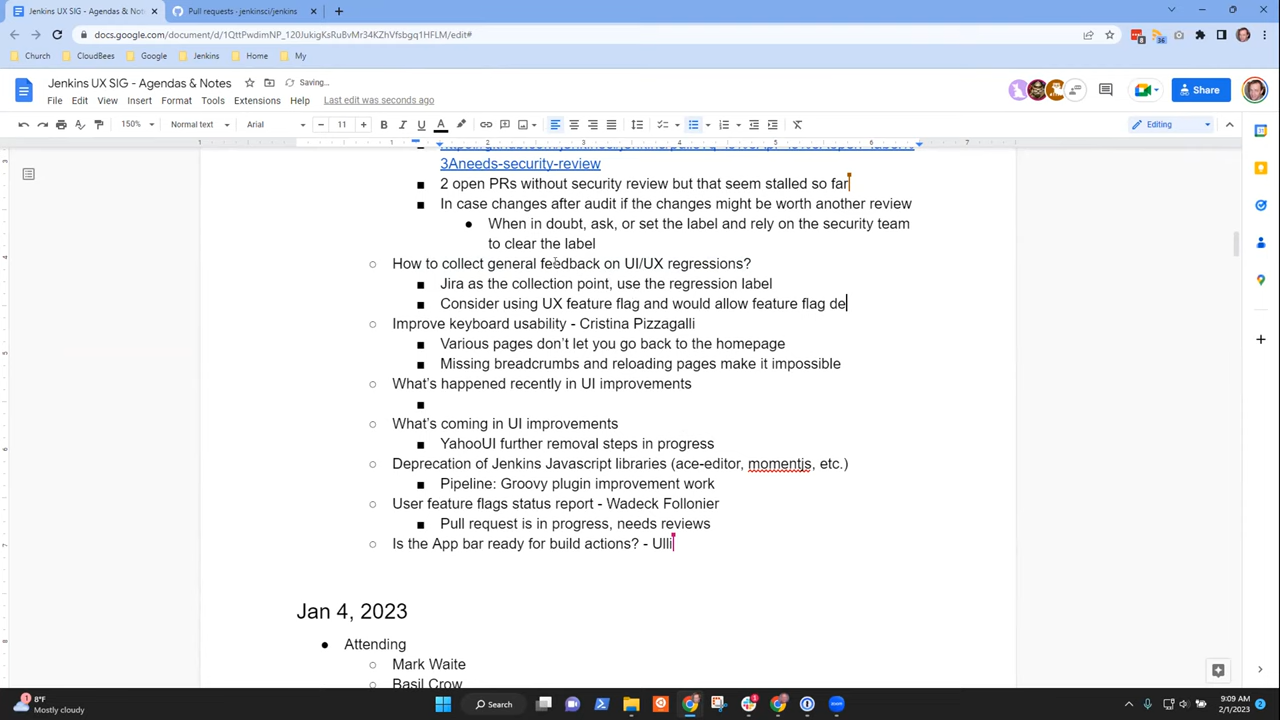 Jenkins UX SIG - Agendas & Notes
Pull requests - jenkinsci/jenkins
docs.google.com/document/d/1QttPwdimNP_120JukigKsRuBvMr34KZhVfsbgq1HFLM/edit#
Church
CloudBees
Google
Jenkins
Home
My
Jenkins UX SIG - Agendas & Notes
Saving...
File Edit View Insert Format Tools Extensions Help Last edit was seconds ago
Share
150% Normal text Arial 11 Editing
1 1 2 3 4 5 6 7
3Aneeds-security-review
2 open PRs without security review but that seem stalled so far
In case changes after audit if the changes might be worth another review
When in doubt, ask, or set the label and rely on the security team
to clear the label
How to collect general feedback on UI/UX regressions?
Jira as the collection point, use the regression label
Consider using UX feature flag and would allow feature flag de
Improve keyboard usability - Cristina Pizzagalli
Various pages don't let you go back to the homepage
Missing breadcrumbs and reloading pages make it impossible
What's happened recently in UI improvements
What's coming in UI improvements
YahooUI further removal steps in progress
Deprecation of Jenkins Javascript libraries (ace-editor, momentjs, etc.)
Pipeline: Groovy plugin improvement work
User feature flags status report - Wadeck Follonier
Pull request is in progress, needs reviews
Is the App bar ready for build actions? - Ulli
Jan 4, 2023
Attending
Mark Waite
Basil Crow
8°F
Mostly cloudy
Search
9:09 AM
2/1/2023